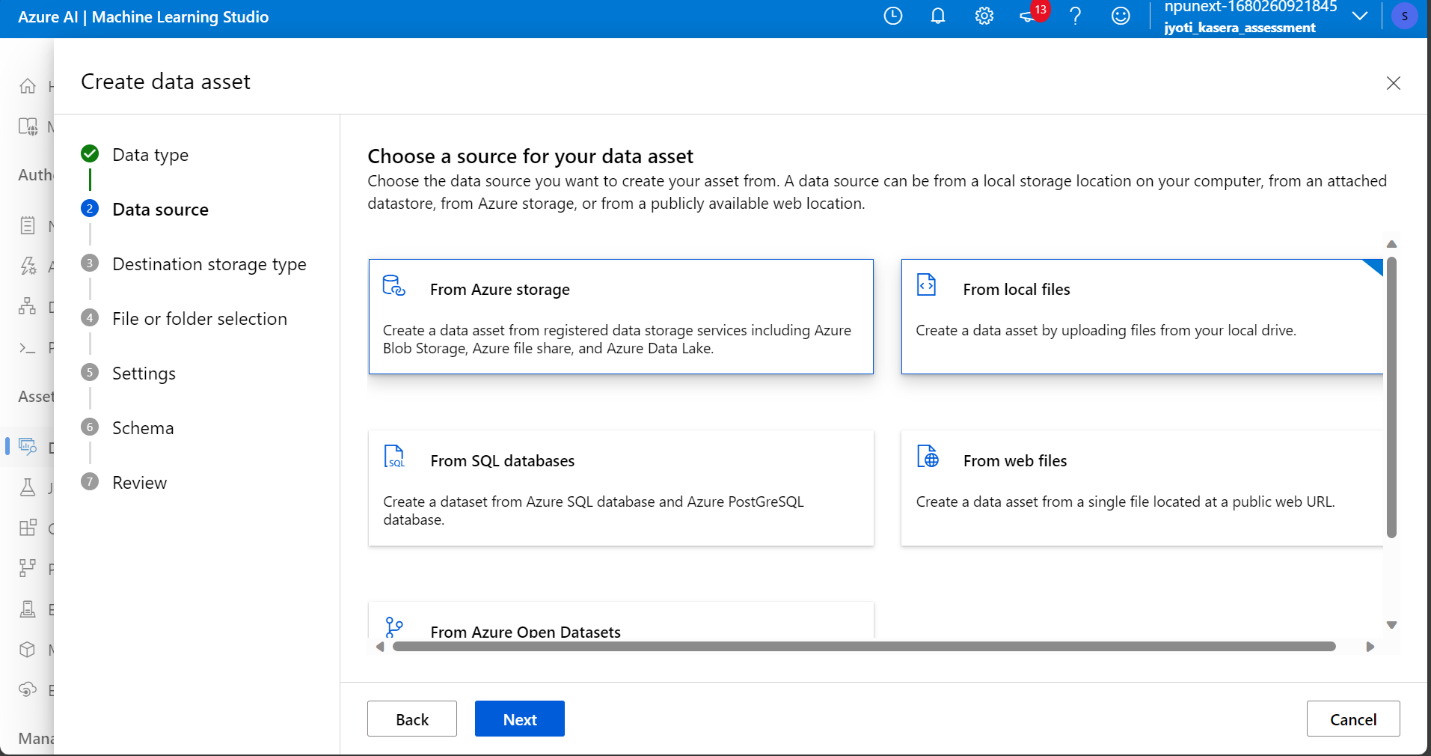 Azure AI | Machine Learning Studio
13
npunext-1680260921845
jyoti_kasera_assessment
S
Create data asset
Data type
2 Data source
3 Destination storage type
4 File or folder selection
5 Settings
6 Schema
7 Review
Choose a source for your data asset
Choose the data source you want to create your asset from. A data source can be from a local storage location on your computer, from an attached
datastore, from Azure storage, or from a publicly available web location.
From Azure storage
Create a data asset from registered data storage services including Azure
Blob Storage, Azure file share, and Azure Data Lake.
From local files
Create a data asset by uploading files from your local drive.
SQL
From SQL databases
Create a dataset from Azure SQL database and Azure PostGreSQL
database.
From web files
Create a data asset from a single file located at a public web URL.
From Azure Open Datasets
Back
Next
Cancel